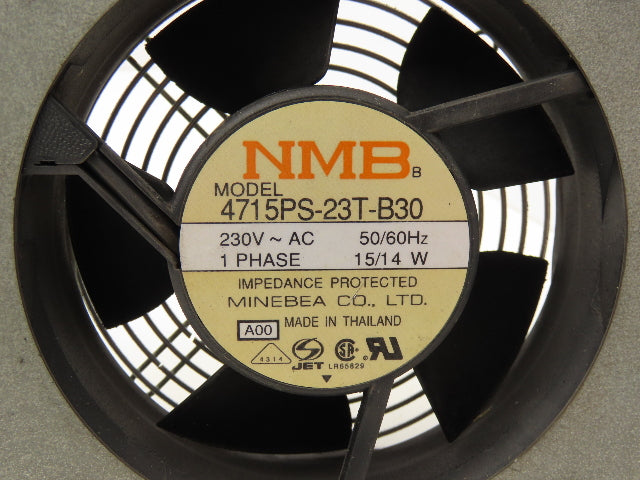 NMB B
MODEL
4715PS-23T-B30
230V ~ AC 50/60Hz
1 PHASE 15/14 W
IMPEDANCE PROTECTED
MINEBEA CO., LTD.
A00 MADE IN THAILAND
4314 JET LR65829